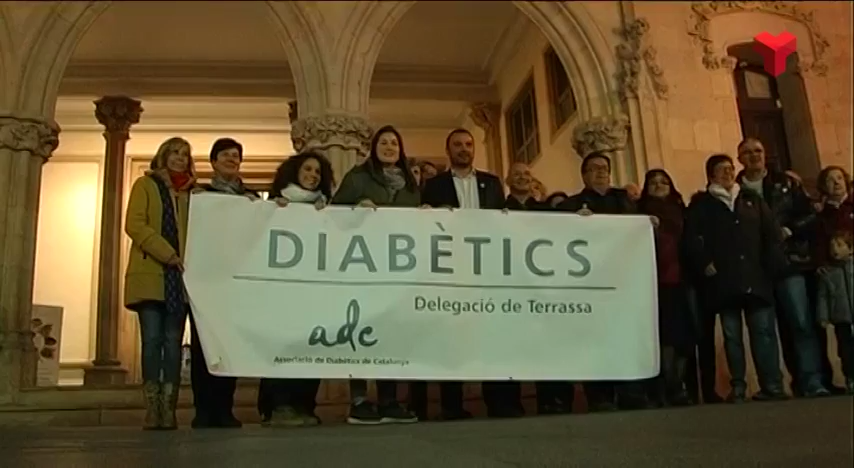 DIABÈTICS
Delegació de Terrassa
adc
Associació de Diabètics de Catalunya